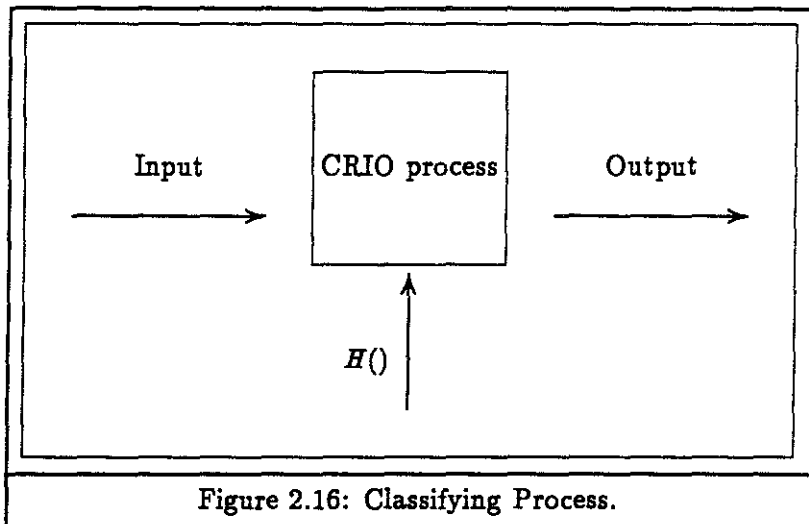 Input
CRIO process
Output
H()
Figure 2.16: Classifying Process.